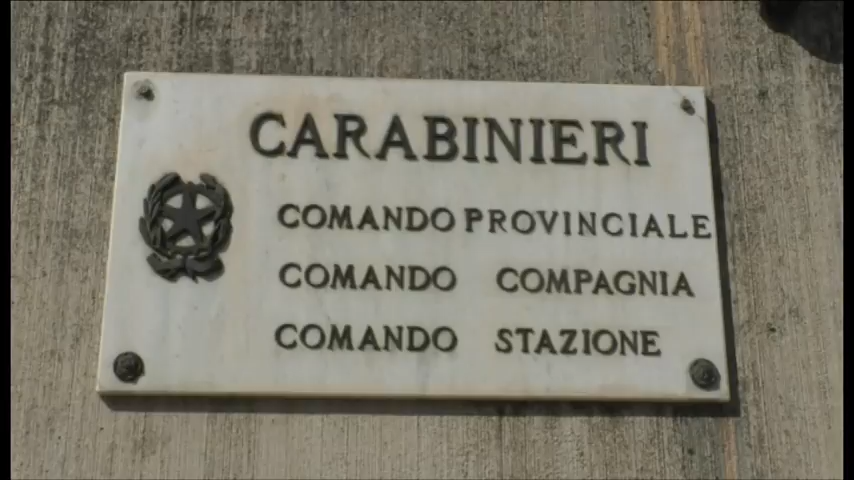 CARABINIERI
COMANDO PROVINCIALE
COMANDO COMPAGNIA
COMANDO STAZIONE